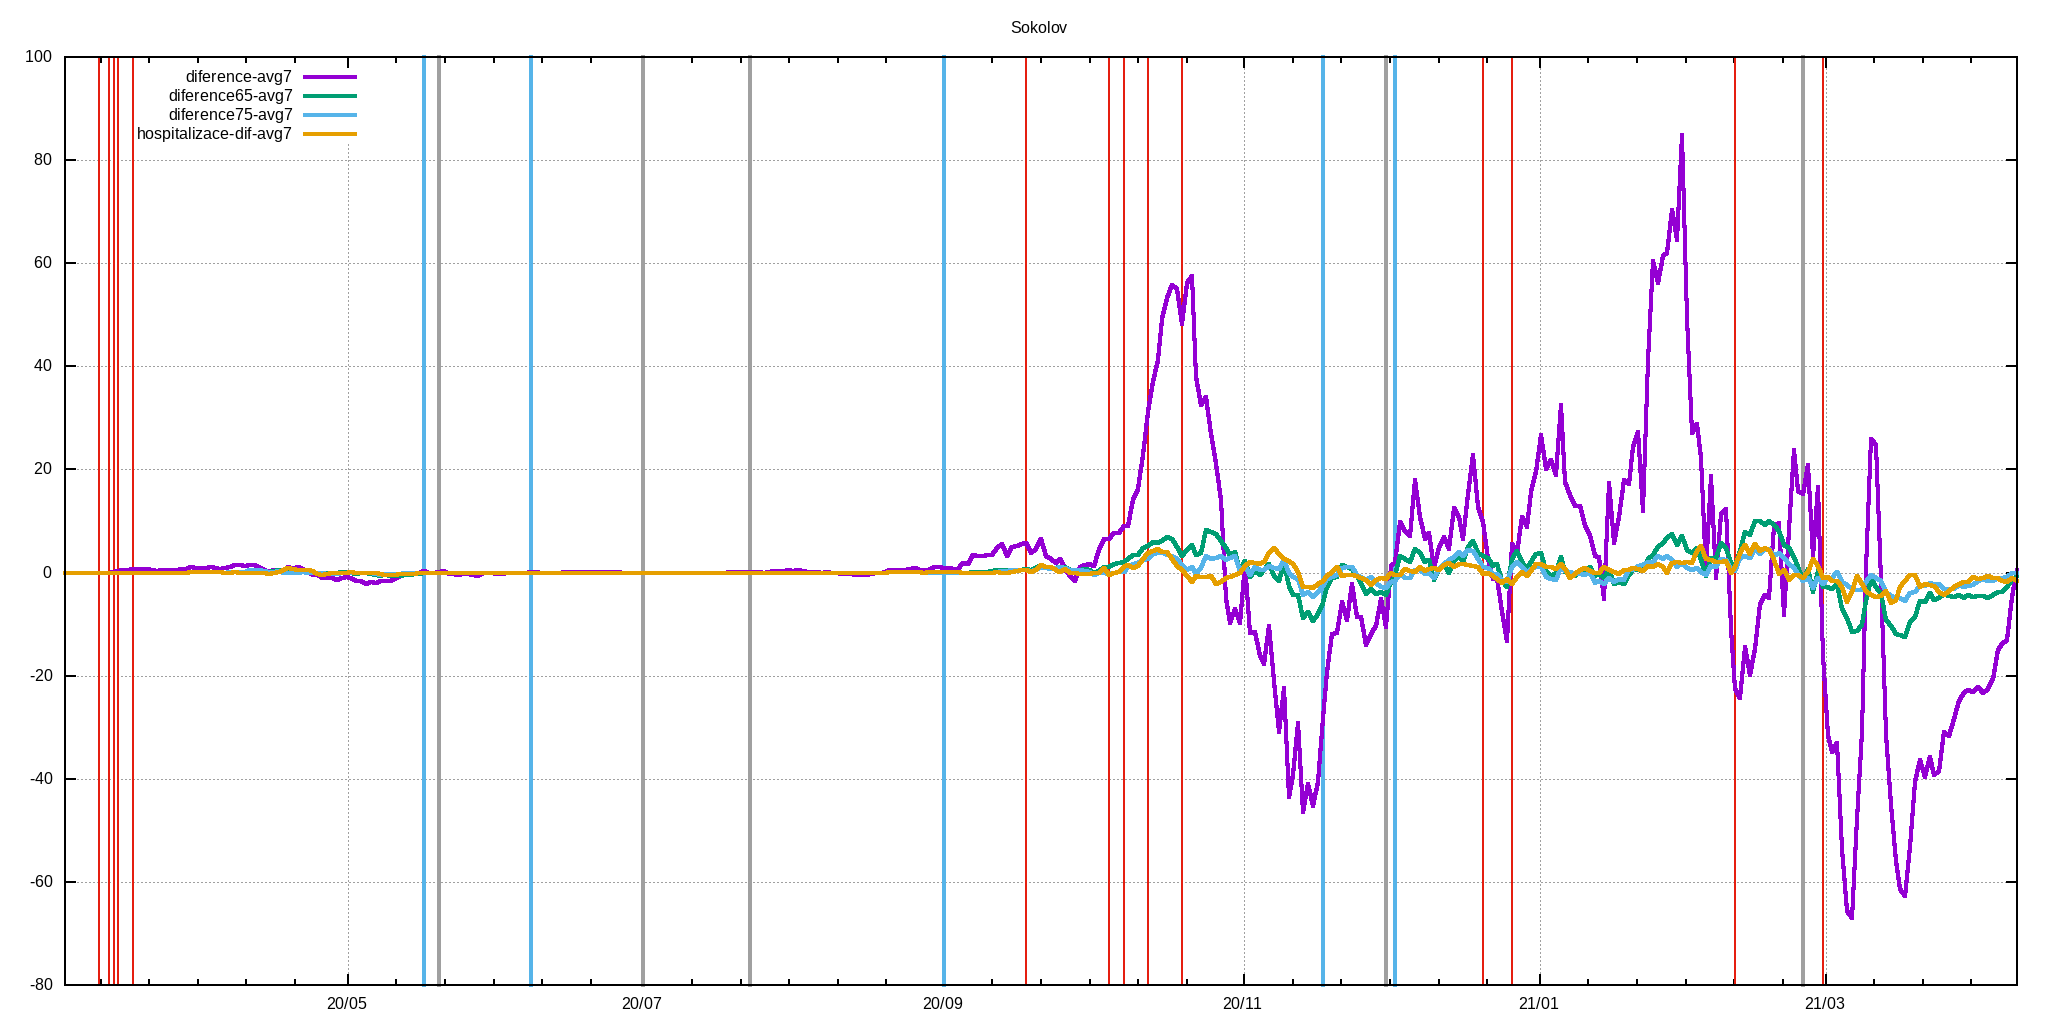 Sokolov
diference-avg7
diference65-avg7
diference75-avg7
hospitalizace-dif-avg7
100
80
60
40
20
0
-20
-40
-60
-80
20/05 20/07 20/09 20/11 21/01 21/03